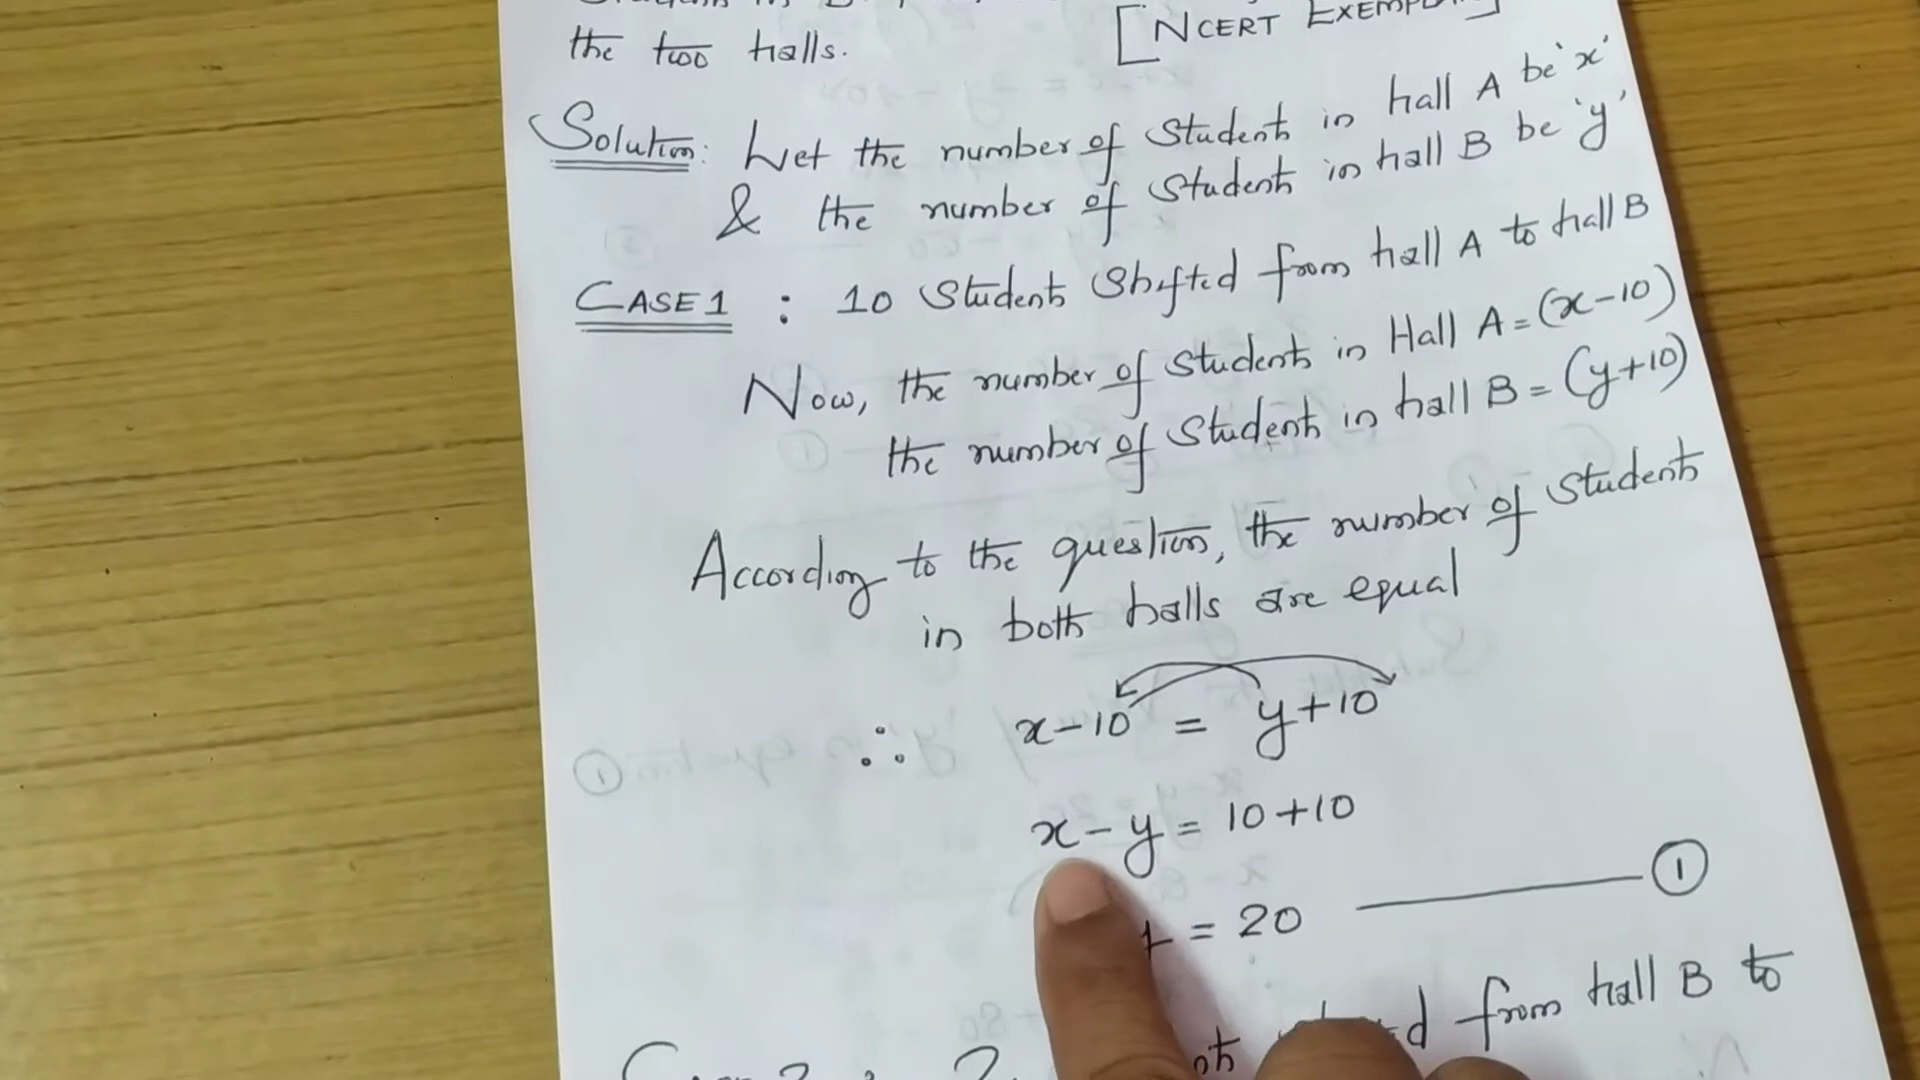 the two halls.
[NCERT
Solution: Let the number of student in hall A be 'x'
& the number of student in hall B be 'y'
CASE 1 : 10 Students Shifted from hall A to hall B
Now, the number of students in Hall A = (x-10)
the number of students in hall B = (y+10)
According to the question, the number of students
in both halls are equal
∴ x-10 = y+10
x-y = 10+10
= 20 ①
from hall B to